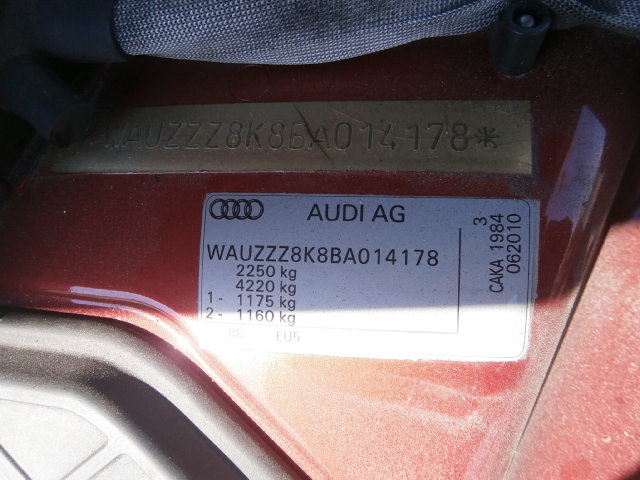 WAUZZZ8K8BA014178*
AUDI AG
WAUZZZ8K8BA014178
2250 kg
4220 kg
1- 1175 kg
2- 1160 kg
EU5
3
CAKA 1984
062010